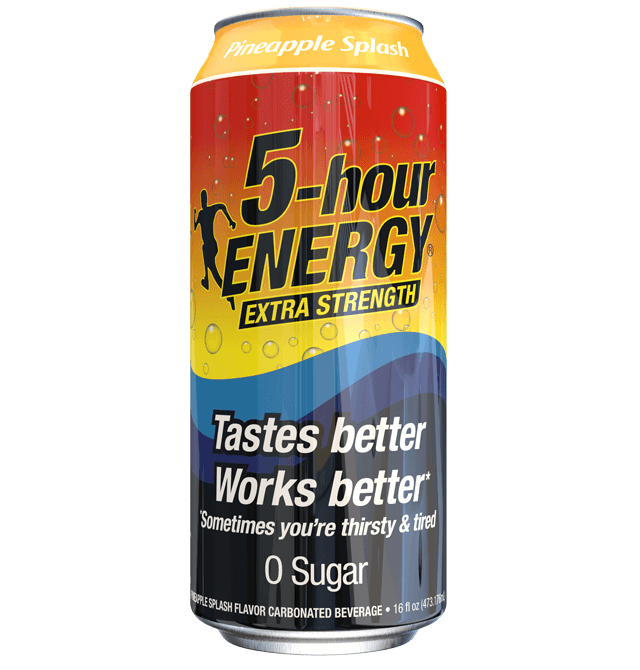 Pineapple Splash
5-hour
ENERGY®
EXTRA STRENGTH
Tastes better
Works better*
*Sometimes you're thirsty & tired
0 Sugar
SPLASH FLAVOR CARBONATED BEVERAGE • 16 fl oz